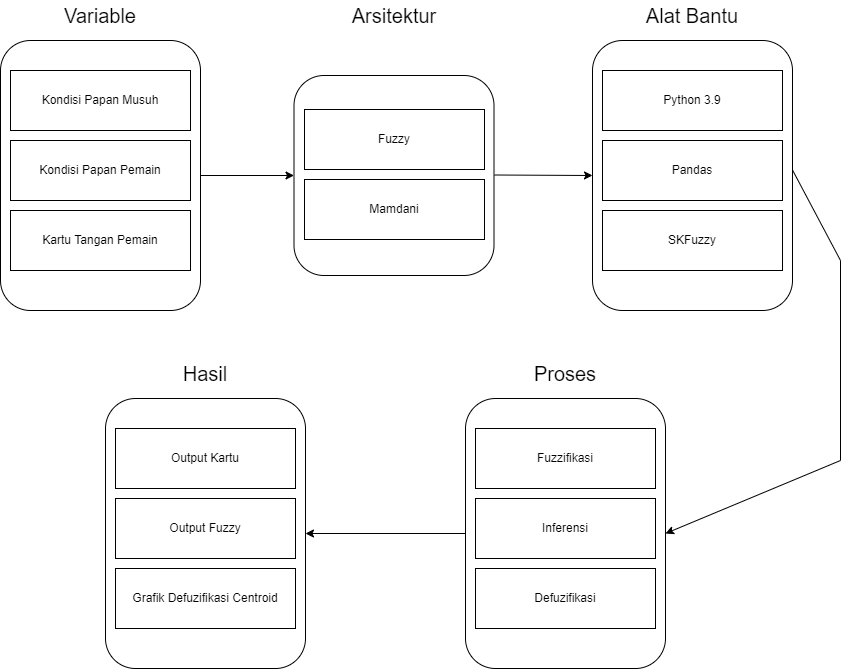 Variable
Kondisi Papan Musuh
Kondisi Papan Pemain
Kartu Tangan Pemain
Arsitektur
Fuzzy
Mamdani
Alat Bantu
Python 3.9
Pandas
SKFuzzy
Proses
Fuzzifikasi
Inferensi
Defuzifikasi
Hasil
Output Kartu
Output Fuzzy
Grafik Defuzifikasi Centroid